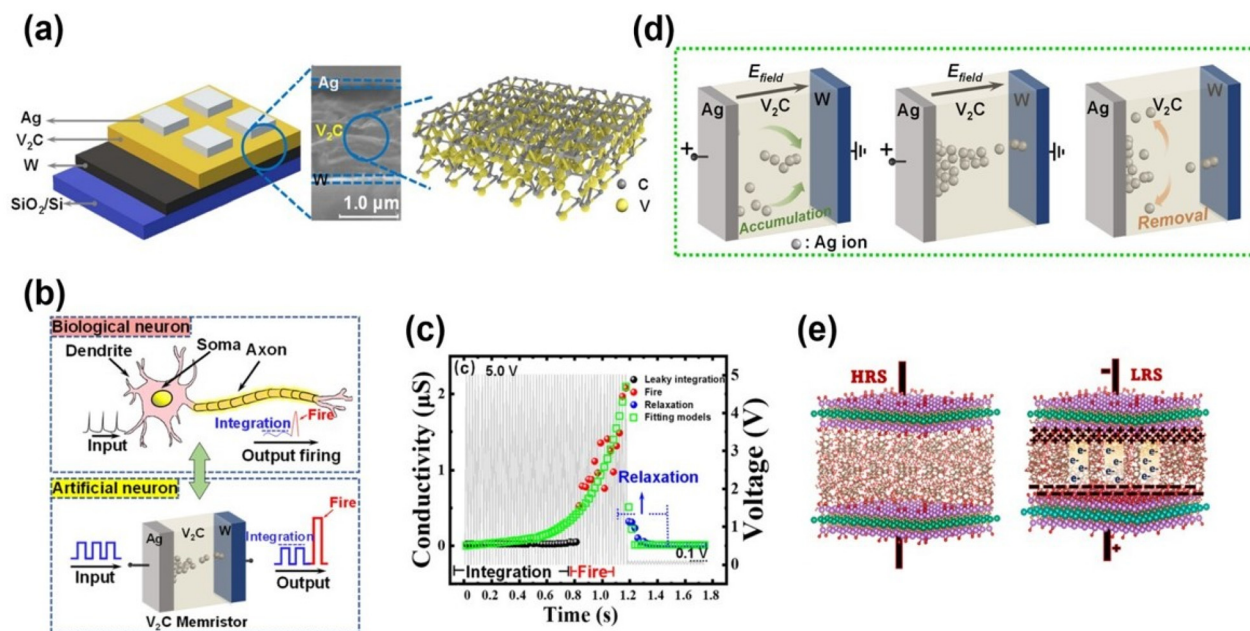 (a)
Ag
V₂C
W
SiO₂/Si
Ag
V₂C
W
1.0 μm
C
V
(d)
E_field
Ag
V₂C
W
+
Accumulation
: Ag ion
E_field
Ag
V₂C
W
+
Ag
V₂C
W
Removal
(b)
Biological neuron
Dendrite
Soma
Axon
Input
Integration
Fire
Output firing
Artificial neuron
Input
Ag
V₂C
W
Integration
Fire
Output
V₂C Memristor
(c)
(c)
5.0 V
Leaky integration
Fire
Relaxation
Fitting models
Relaxation
0.1 V
Integration
Fire
Conductivity (μS)
2
1
0
Voltage (V)
5
4
3
2
1
0
0.0 0.2 0.4 0.6 0.8 1.0 1.2 1.4 1.6 1.8
Time (s)
(e)
HRS
- LRS
e- e- e-
e- e- e-
e- e- e-
+